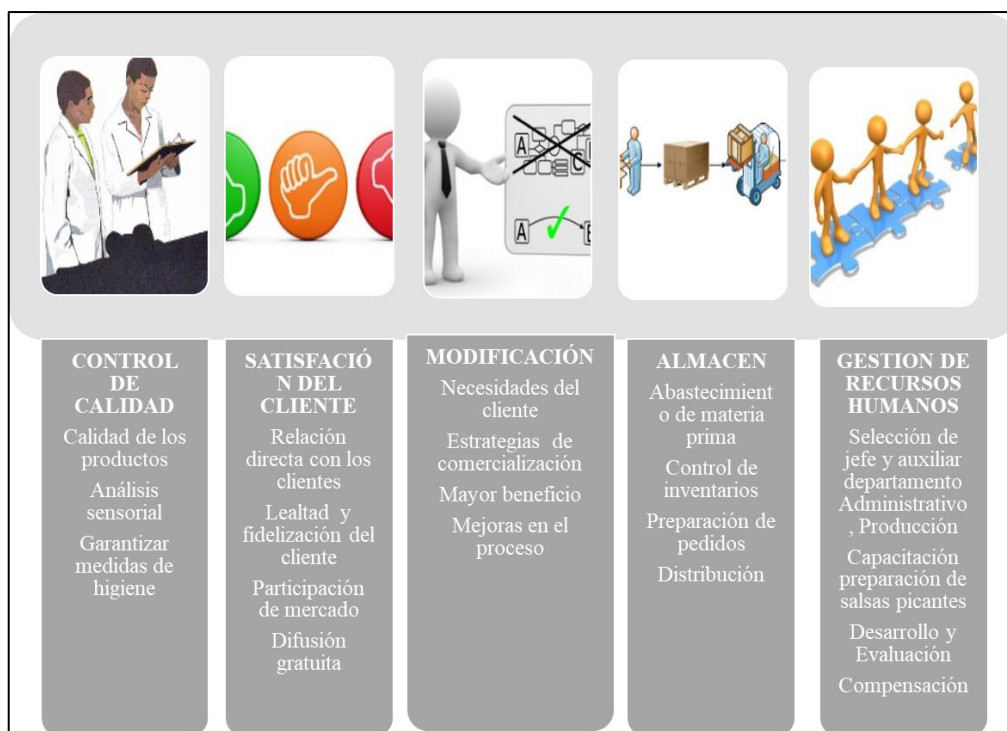 A
C
A
B
CONTROL
DE
CALIDAD
Calidad de los
productos
Análisis
sensorial
Garantizar
medidas de
higiene
SATISFACIÓ
N DEL
CLIENTE
Relación
directa con los
clientes
Lealtad y
fidelización del
cliente
Participación
de mercado
Difusión
gratuita
MODIFICACIÓN
Necesidades del
cliente
Estrategias de
comercialización
Mayor beneficio
Mejoras en el
proceso
ALMACEN
Abastecimient
o de materia
prima
Control de
inventarios
Preparación de
pedidos
Distribución
GESTION DE
RECURSOS
HUMANOS
Selección de
jefe y auxiliar
departamento
Administrativo
, Producción
Capacitación
preparación de
salsas picantes
Desarrollo y
Evaluación
Compensación